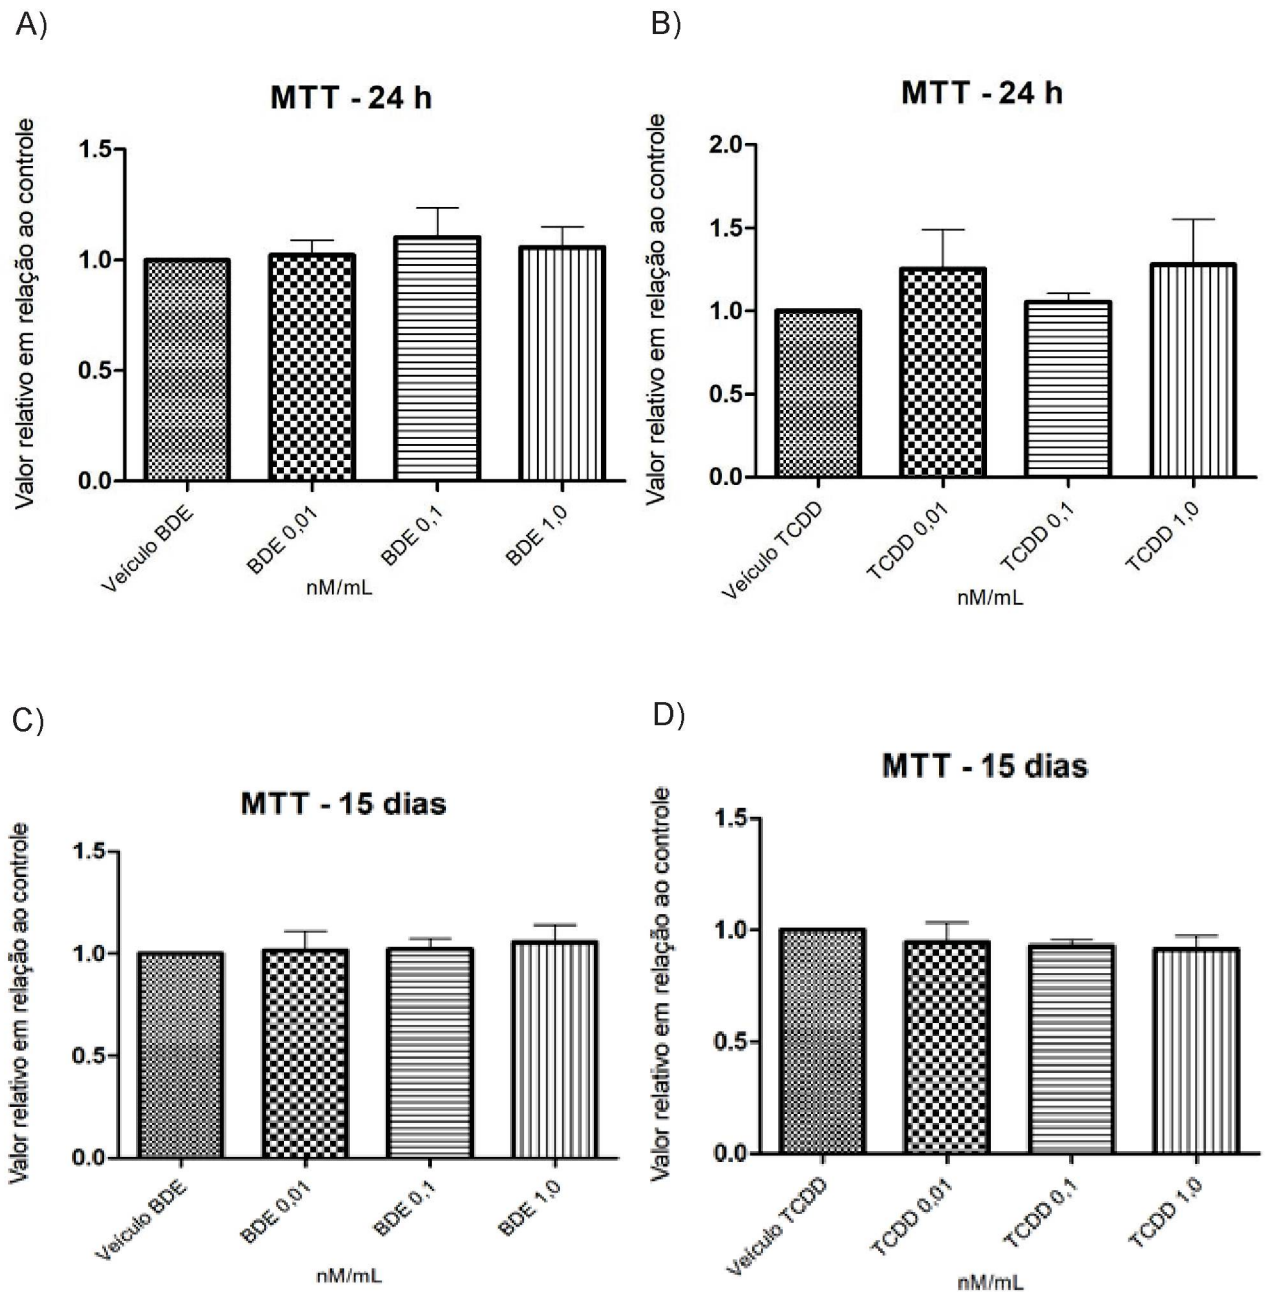 A)
MTT - 24 h
Valor relativo em relação ao controle
1.5
1.0
0.5
0.0
Veículo BDE
BDE 0,01
BDE 0,1
BDE 1,0
nM/mL
B)
MTT - 24 h
Valor relativo em relação ao controle
2.0
1.5
1.0
0.5
0.0
Veículo TCDD
TCDD 0,01
TCDD 0,1
TCDD 1,0
nM/mL
C)
MTT - 15 dias
Valor relativo em relação ao controle
1.5
1.0
0.5
0.0
Veículo BDE
BDE 0,01
BDE 0,1
BDE 1,0
nM/mL
D)
MTT - 15 dias
Valor relativo em relação ao controle
1.5
1.0
0.5
0.0
Veículo TCDD
TCDD 0,01
TCDD 0,1
TCDD 1,0
nM/mL